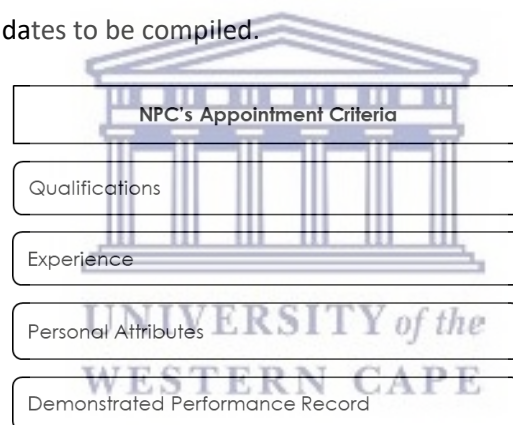 dates to be compiled.
NPC's Appointment Criteria
Qualifications
Experience
Personal Attributes
UNIVERSITY of the
WESTERN CAPE
Demonstrated Performance Record